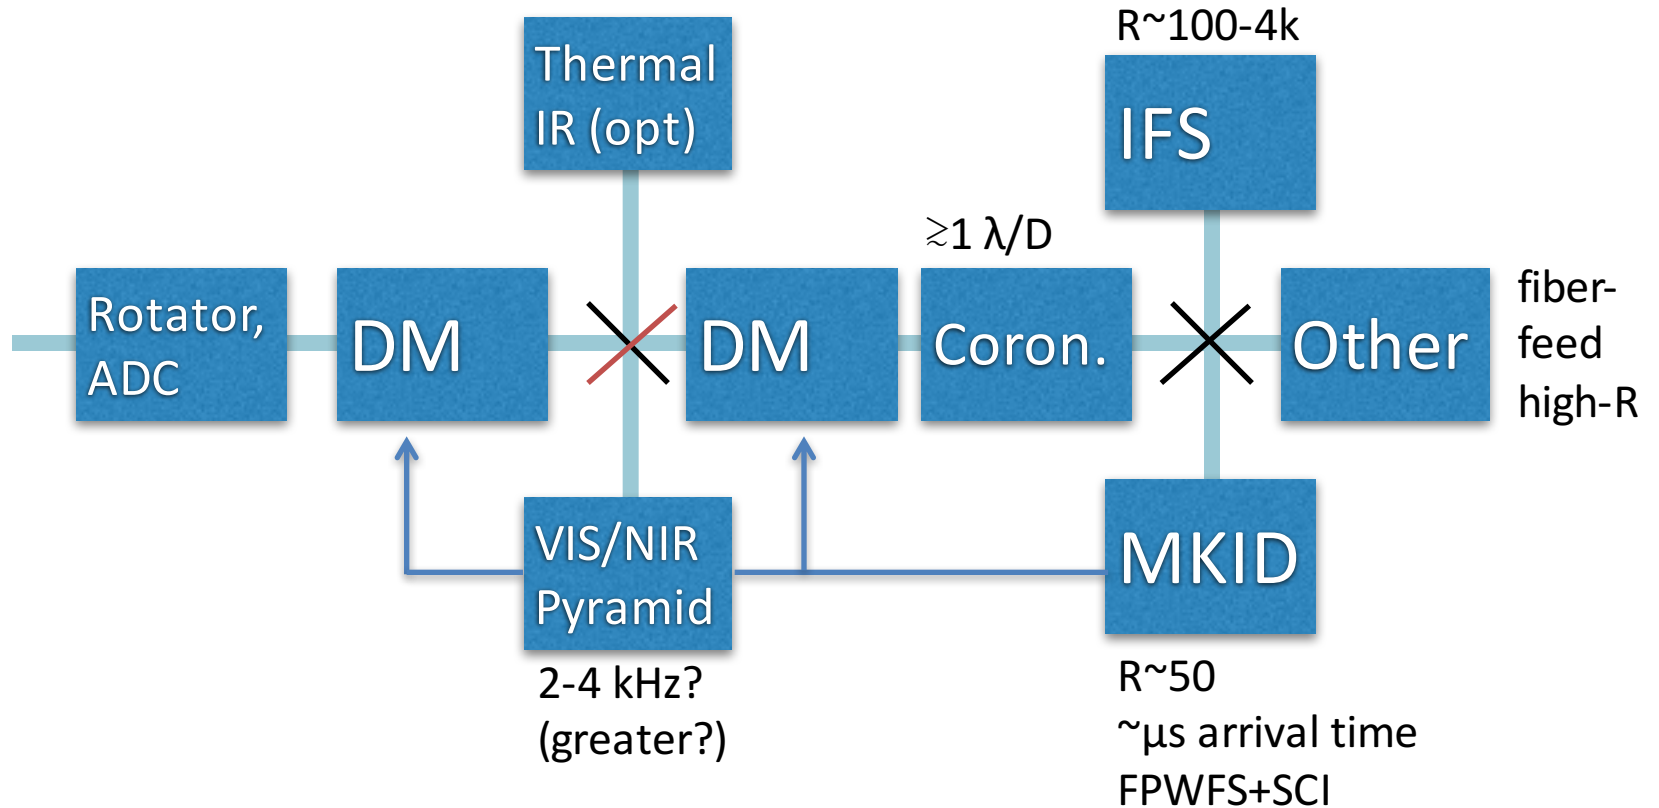 R~100-4k
Thermal
IR (opt)
IFS
≳1 λ/D
Rotator,
ADC
DM
DM
Coron.
Other
fiber-
feed
high-R
VIS/NIR
Pyramid
MKID
2-4 kHz?
(greater?)
R~50
~μs arrival time
FPWFS+SCI